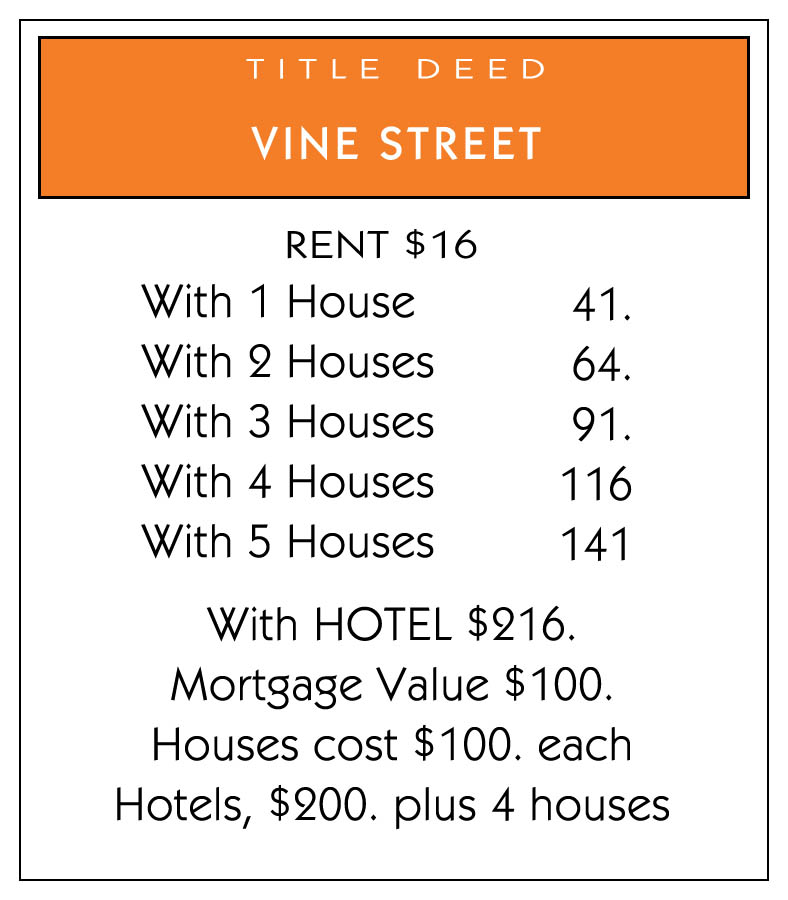 TITLE DEED
VINE STREET
RENT $16
With 1 House 41.
With 2 Houses 64.
With 3 Houses 91.
With 4 Houses 116
With 5 Houses 141
With HOTEL $216.
Mortgage Value $100.
Houses cost $100. each
Hotels, $200. plus 4 houses